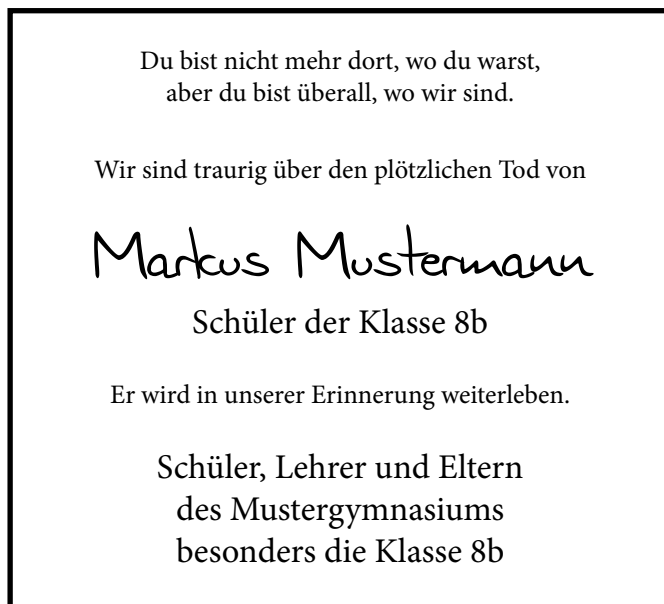 Du bist nicht mehr dort, wo du warst,
aber du bist überall, wo wir sind.
Wir sind traurig über den plötzlichen Tod von
Markus Mustermann
Schüler der Klasse 8b
Er wird in unserer Erinnerung weiterleben.
Schüler, Lehrer und Eltern
des Mustergymnasiums
besonders die Klasse 8b